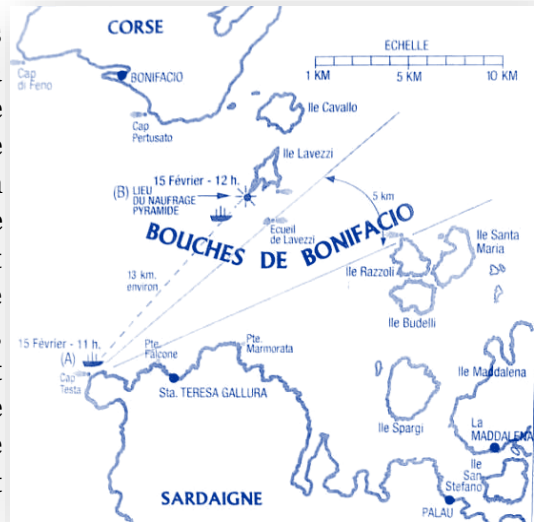 CORSE
ECHELLE
1 KM 5 KM 10 KM
Cap
di Feno
BONIFACIO
Ile Cavallo
Cap
Pertusato
Ile Lavezzi
15 Février - 12 h.
(B) LIEU
DU NAUFRAGE
PYRAMIDE
5 km
Ecueil
de Lavezzi
BOUCHES DE BONIFACIO
Ile Santa
Maria
Ile Razzoli
13 km.
environ
Ile Budelli
15 Février - 11 h.
(A)
Cap
Testa
Pte.
Falcone
Pte.
Marmorata
Sta. TERESA GALLURA
Ile Maddalena
Ile Spargi
La
MADDALENA
Ile
San
Stefano
PALAU
SARDAIGNE